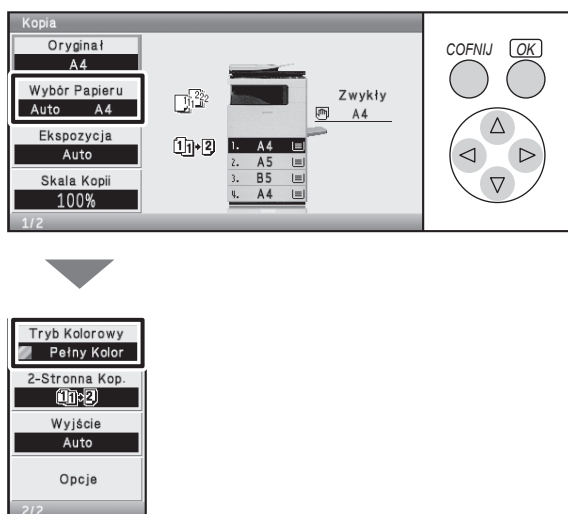 Kopia
Oryginał
A4
Wybór Papieru
Auto A4
Ekspozycja
Auto
Skala Kopii
100%
1/2
Zwykły
A4
1. A4
2. A5
3. B5
4. A4
COFNIJ OK
Tryb Kolorowy
Pełny Kolor
2-Stronna Kop.
Wyjście
Auto
Opcje
2/2